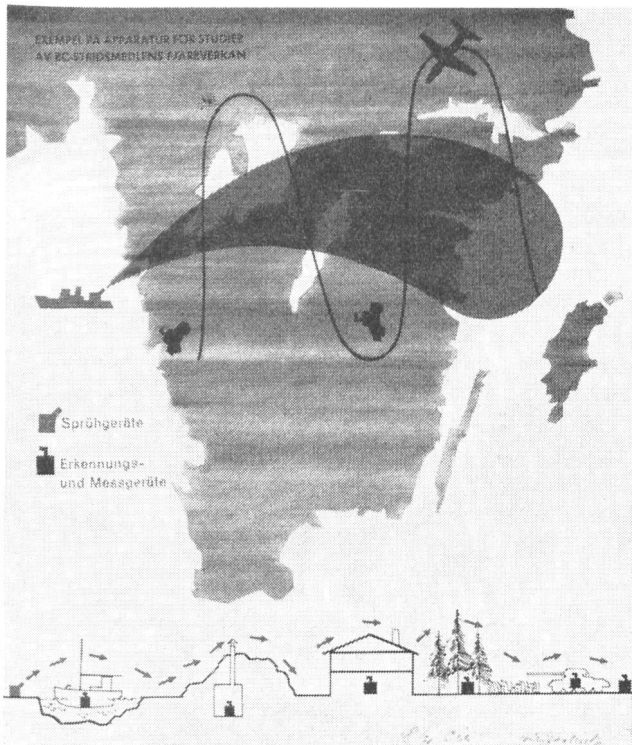 EXEMPEL PÅ APPARATUR FÖR STUDIER
AV BC-STRIDSMEDLENS FJÄRRVERKAN
Sprühgeräte
Erkennungs-
und Messgeräte